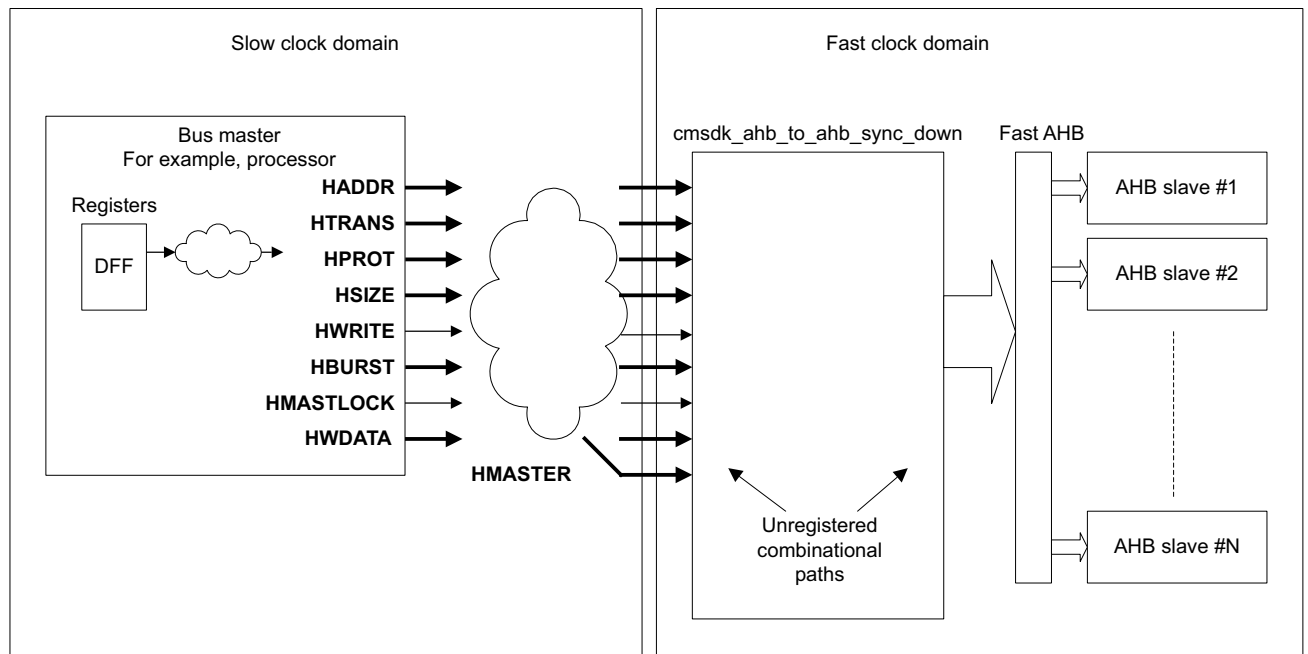 Slow clock domain
Fast clock domain
Bus master
For example, processor
Registers
DFF
HADDR
HTRANS
HPROT
HSIZE
HWRITE
HBURST
HMASTLOCK
HWDATA
HMASTER
cmsdk_ahb_to_ahb_sync_down
Unregistered
combinational
paths
Fast AHB
AHB slave #1
AHB slave #2
AHB slave #N